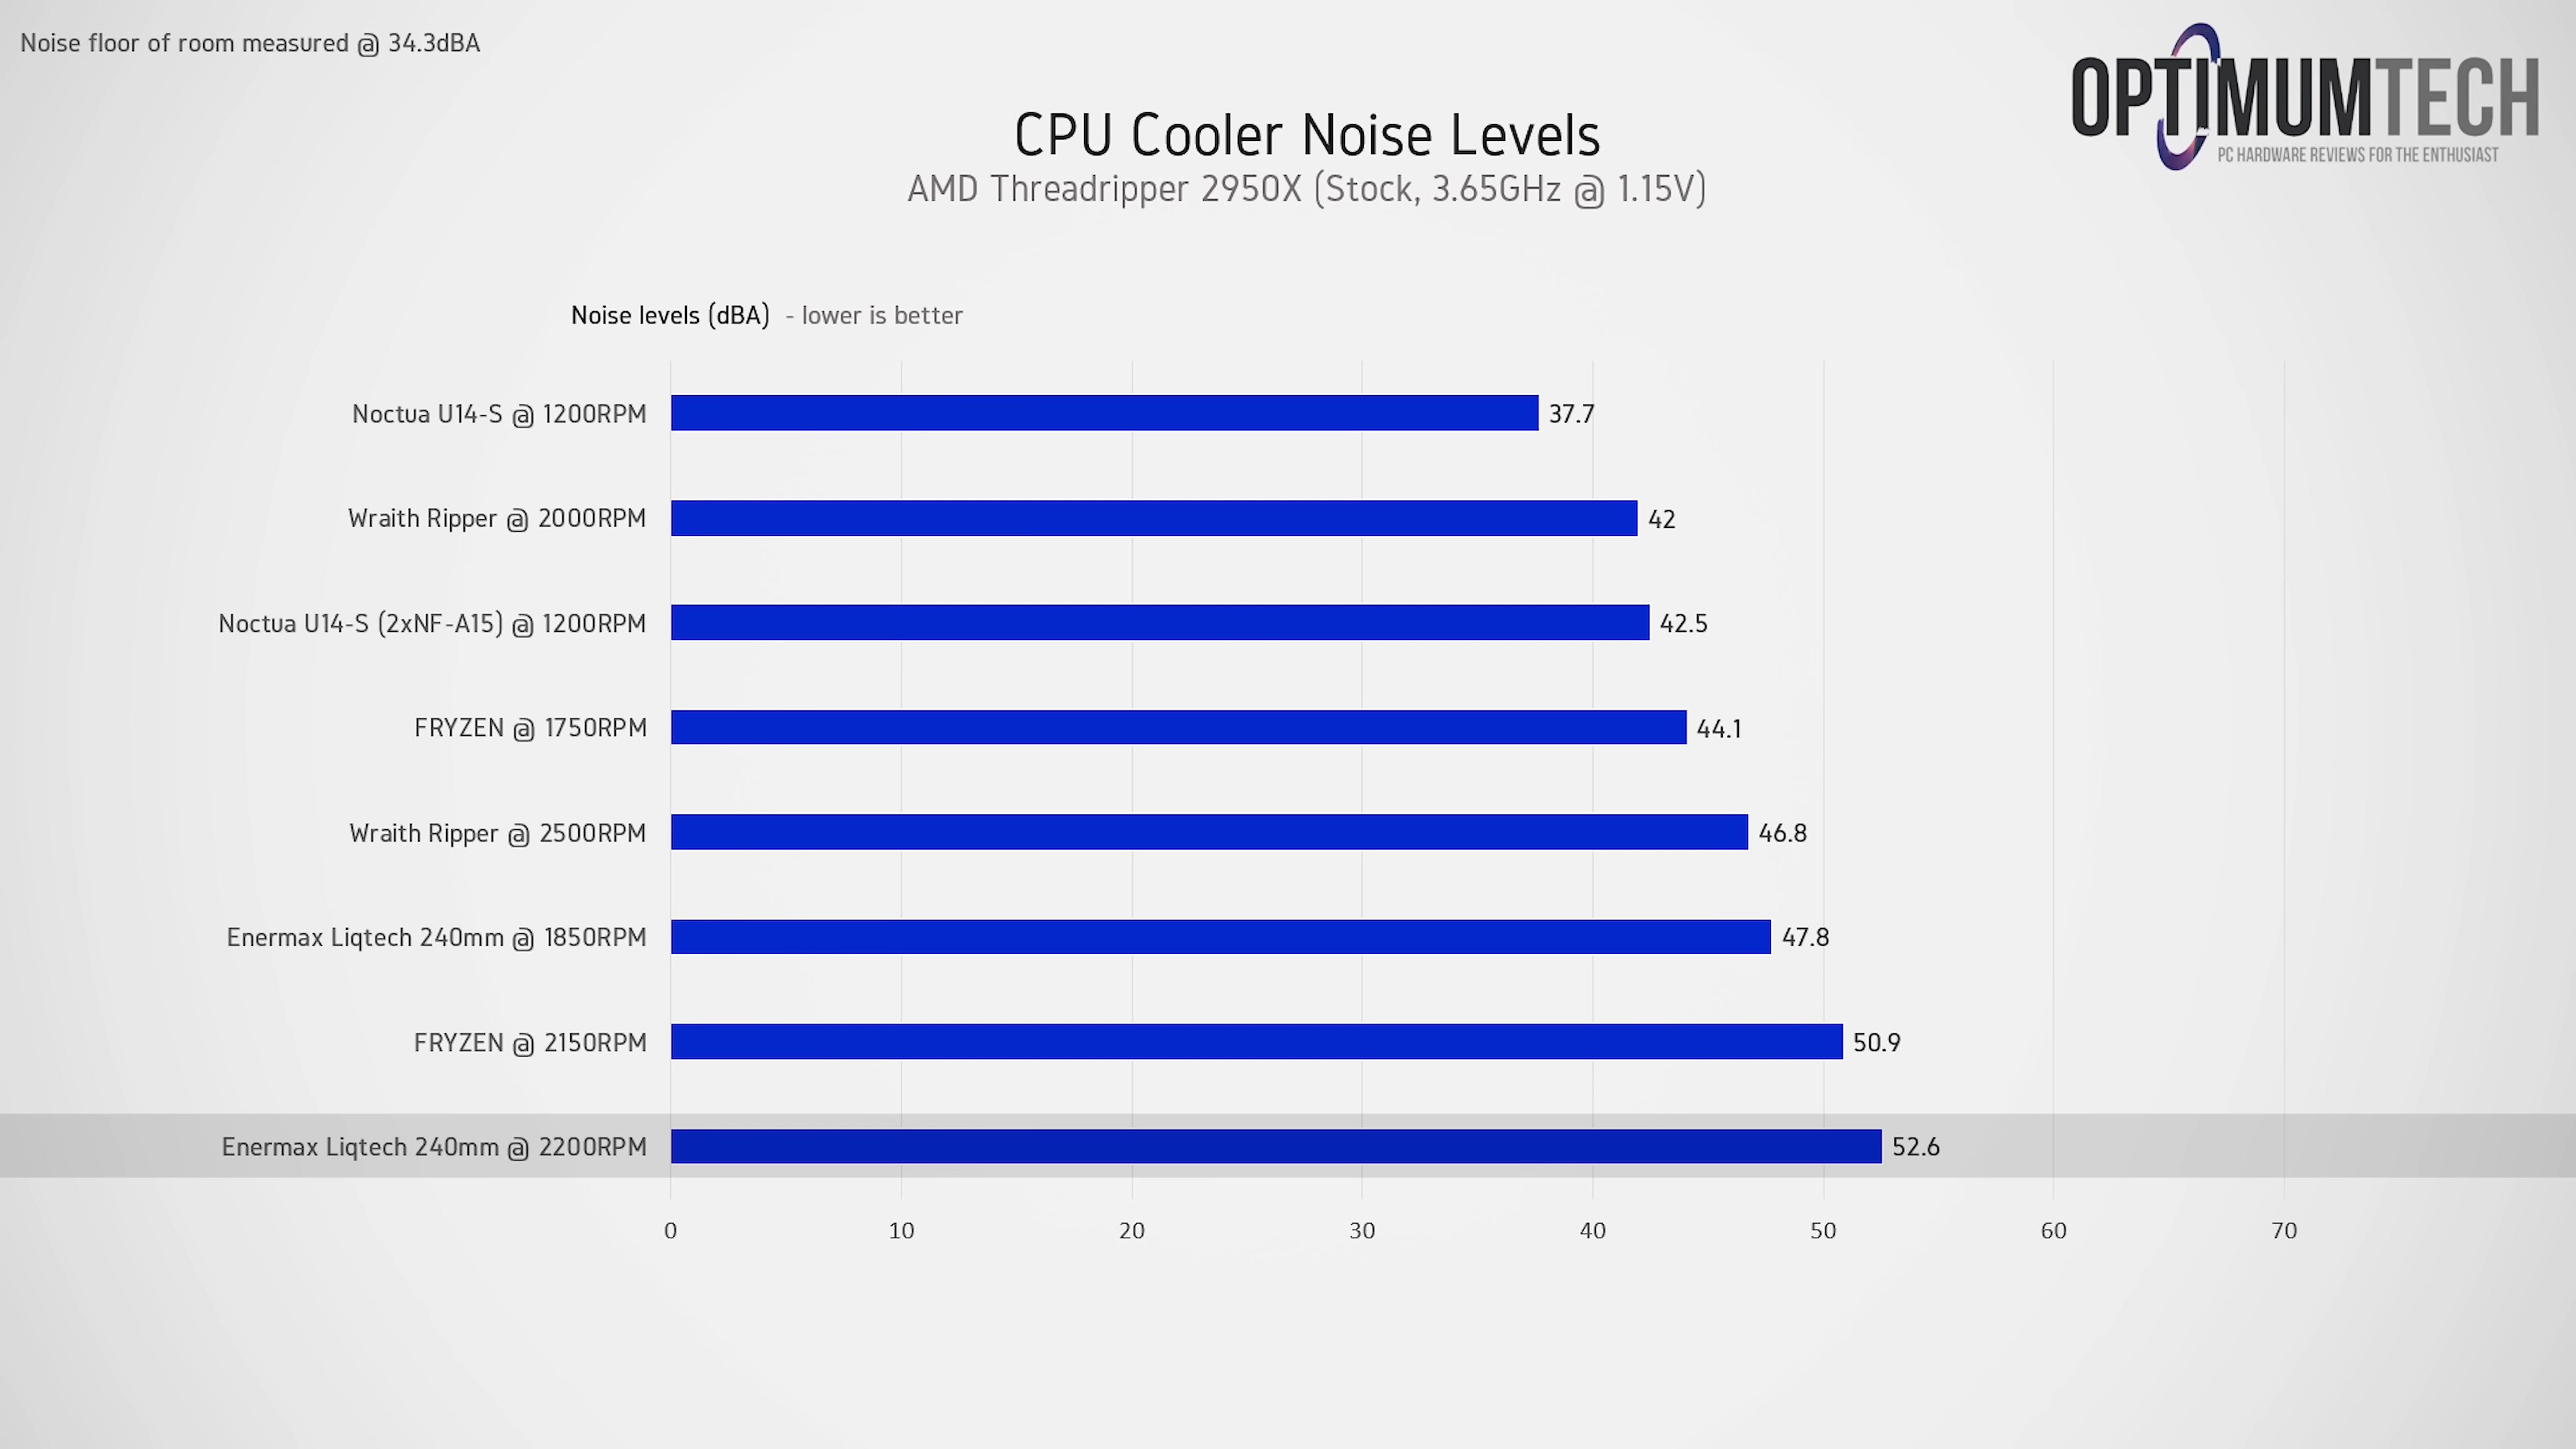 Noise floor of room measured @ 34.3dBA
OPTIMUMTECH
PC HARDWARE REVIEWS FOR THE ENTHUSIAST
CPU Cooler Noise Levels
AMD Threadripper 2950X (Stock, 3.65GHz @ 1.15V)
Noise levels (dBA) - lower is better
Noctua U14-S @ 1200RPM 37.7
Wraith Ripper @ 2000RPM 42
Noctua U14-S (2xNF-A15) @ 1200RPM 42.5
FRYZEN @ 1750RPM 44.1
Wraith Ripper @ 2500RPM 46.8
Enermax Liqtech 240mm @ 1850RPM 47.8
FRYZEN @ 2150RPM 50.9
Enermax Liqtech 240mm @ 2200RPM 52.6
0 10 20 30 40 50 60 70